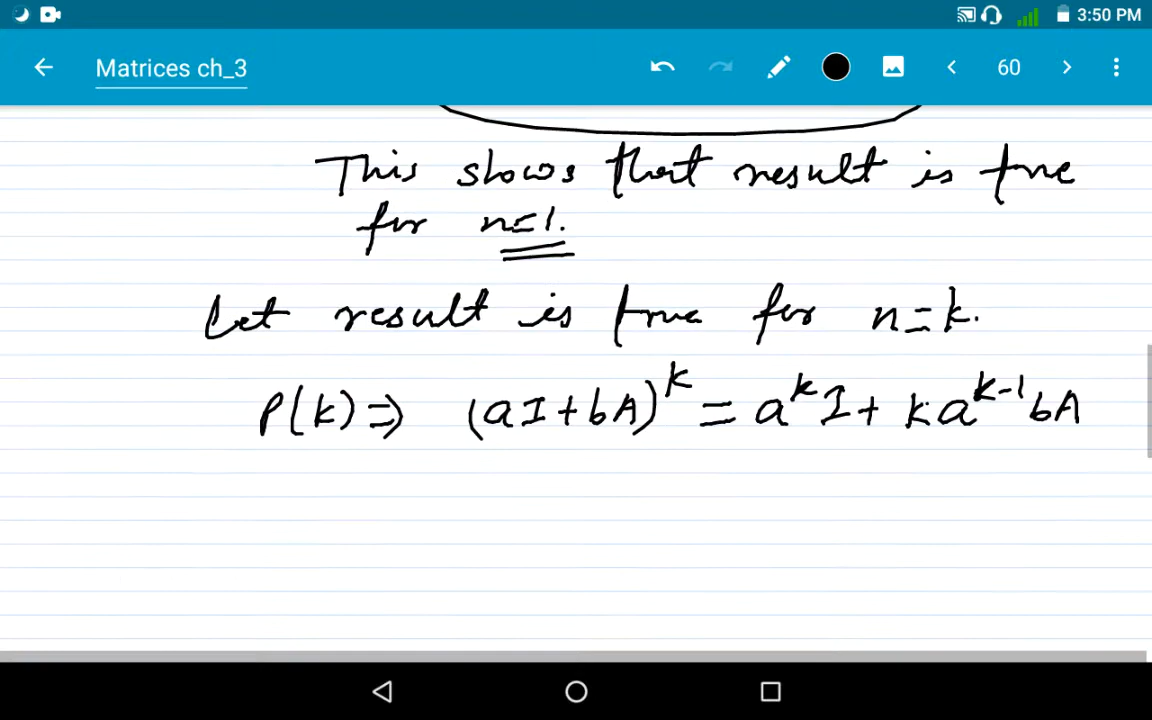 3:50 PM
Matrices ch_3
60
This shows that result is true
for n=1.
Let result is true for n=k.
P(k)⇒ (aI+bA)^k = a^k I + k a^{k-1} bA